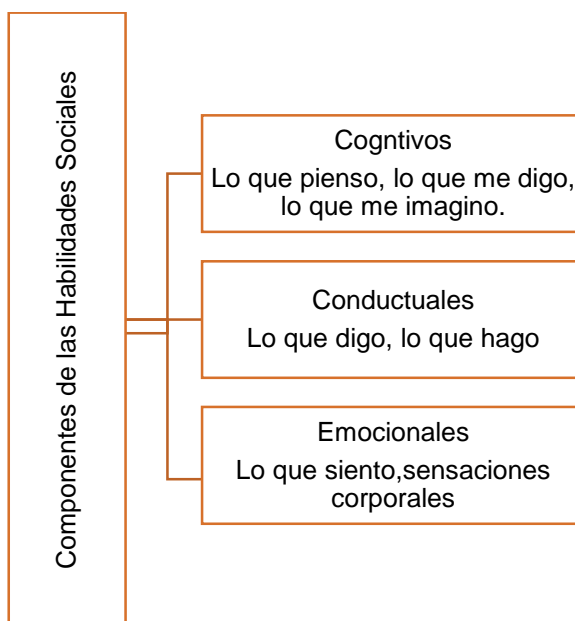 Componentes de las Habilidades Sociales
Cogntivos
Lo que pienso, lo que me digo,
lo que me imagino.
Conductuales
Lo que digo, lo que hago
Emocionales
Lo que siento,sensaciones
corporales